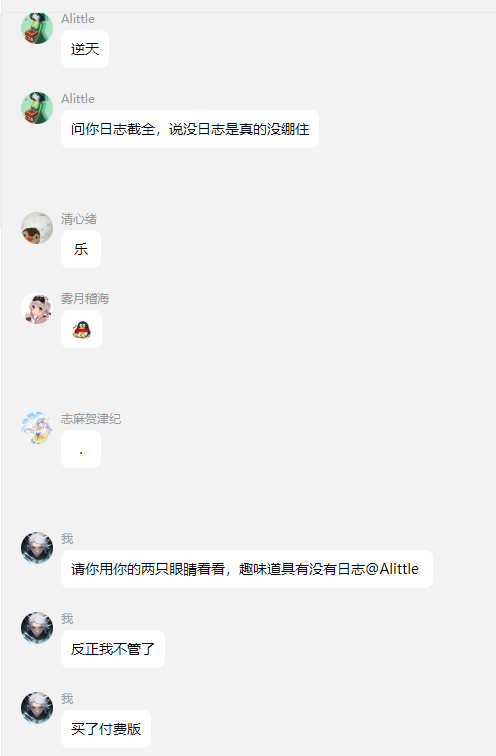 Alittle
逆天
Alittle
问你日志截全，说没日志是真的没绷住
清心绪
乐
雾月稽海
志麻贺津纪
.
我
请你用你的两只眼睛看看，趣味道具有没有日志@Alittle
我
反正我不管了
我
买了付费版